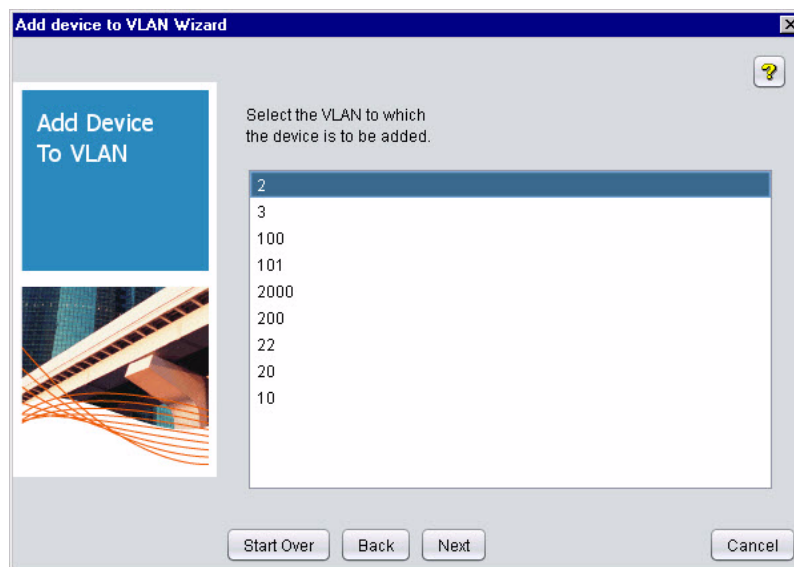 Add device to VLAN Wizard
?
Add Device
To VLAN
Select the VLAN to which
the device is to be added.
2
3
100
101
2000
200
22
20
10
Start Over
Back
Next
Cancel